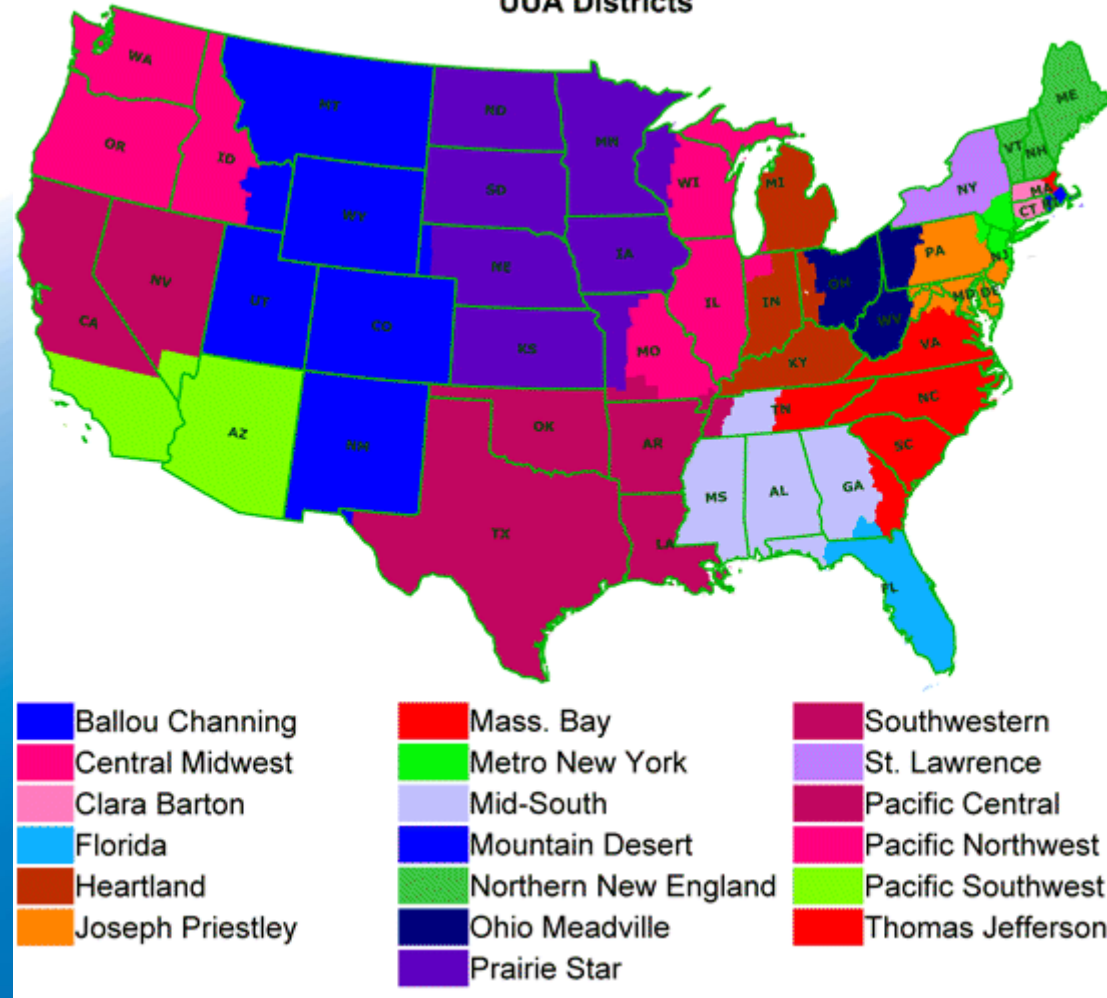 UUA Districts
WA
MT
ND
MN
ME
OR
ID
VT
NH
SD
WI
MI
NY
MA
WY
CT
IA
NE
PA
NJ
NV
UT
CO
IL
IN
OH
MD
DE
CA
KS
MO
WV
VA
KY
AZ
NM
OK
AR
TN
NC
SC
MS
AL
GA
TX
LA
FL
Ballou Channing
Central Midwest
Clara Barton
Florida
Heartland
Joseph Priestley
Mass. Bay
Metro New York
Mid-South
Mountain Desert
Northern New England
Ohio Meadville
Prairie Star
Southwestern
St. Lawrence
Pacific Central
Pacific Northwest
Pacific Southwest
Thomas Jefferson